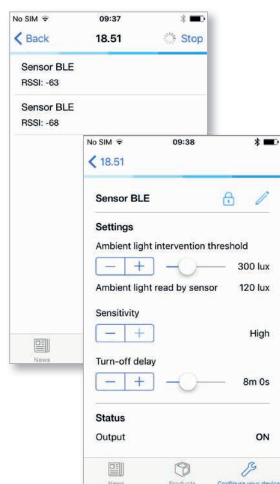 No SIM 09:37
Back 18.51 Stop
Sensor BLE
RSSI: -63
Sensor BLE
RSSI: -68
News
No SIM 09:38
18.51
Sensor BLE
Settings
Ambient light intervention threshold
− + 300 lux
Ambient light read by sensor 120 lux
Sensitivity
− + High
Turn-off delay
− + 8m 0s
Status
Output ON
News Products Configure your device